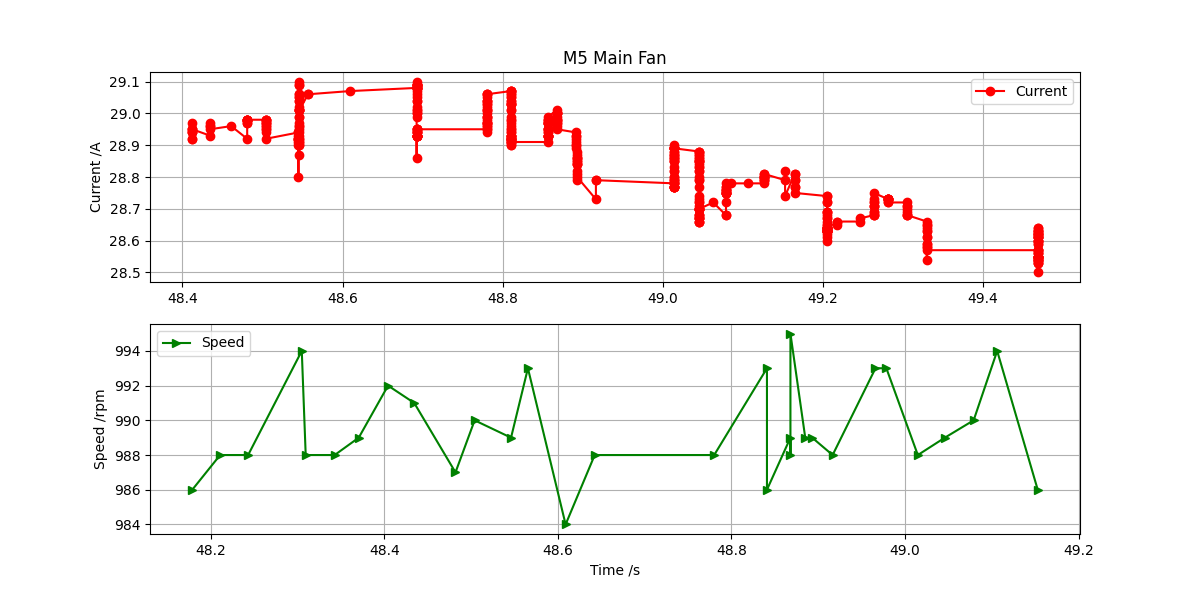 M5 Main Fan
Current /A
29.1
29.0
28.9
28.8
28.7
28.6
28.5
Current
48.4 48.6 48.8 49.0 49.2 49.4
Speed /rpm
994
992
990
988
986
984
Speed
48.2 48.4 48.6 48.8 49.0 49.2
Time /s